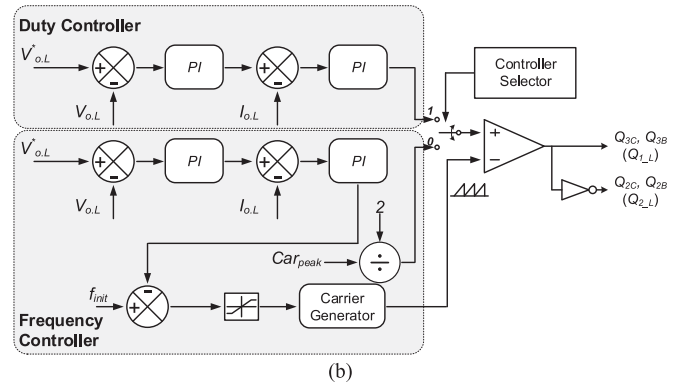 Duty Controller
V*o.L
PI
PI
Vo.L
Io.L
Controller
Selector
1
0
V*o.L
PI
PI
Vo.L
Io.L
2
Carpeak
÷
finit
Carrier
Generator
Frequency
Controller
Q3C, Q3B
(Q1_L)
Q2C, Q2B
(Q2_L)
(b)